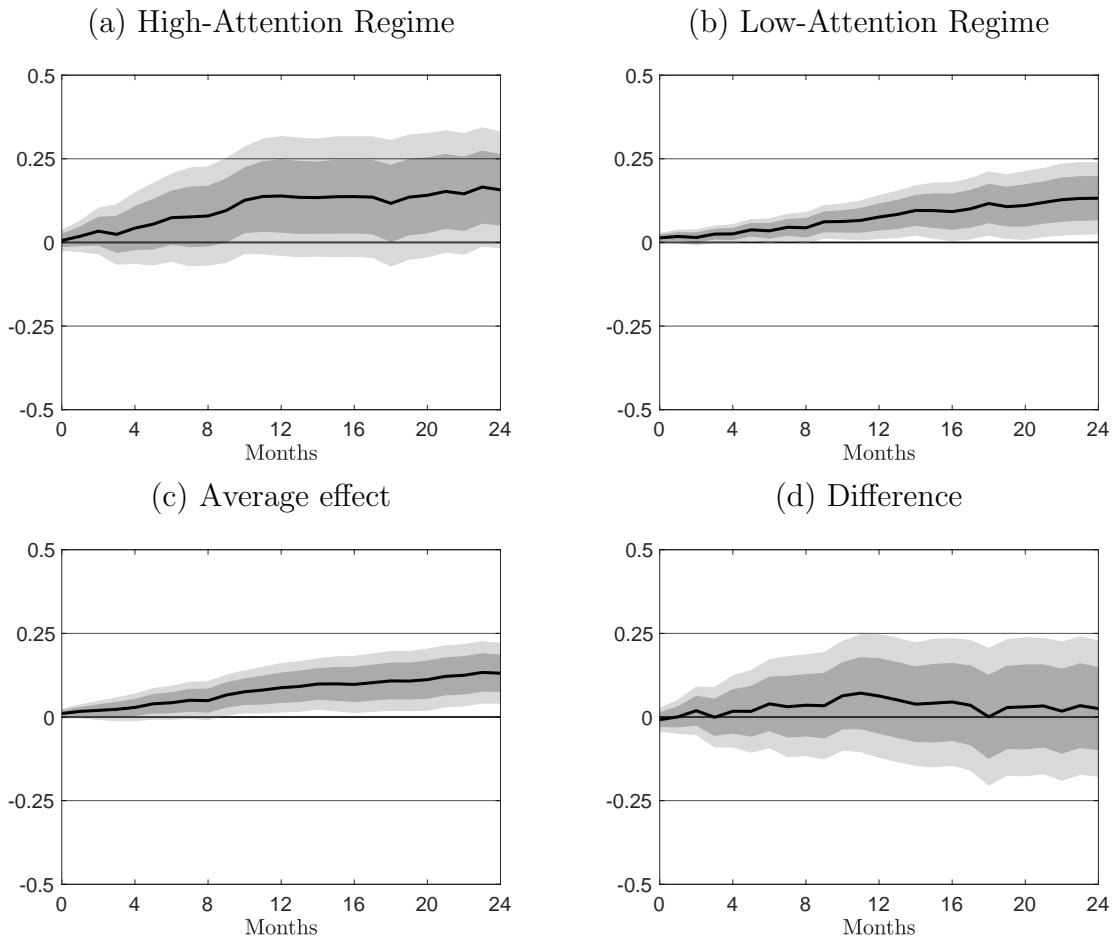 (a) High-Attention Regime
0.5
0.25
0
-0.25
-0.5
0 4 8 12 16 20 24
Months
(b) Low-Attention Regime
0.5
0.25
0
-0.25
-0.5
0 4 8 12 16 20 24
Months
(c) Average effect
0.5
0.25
0
-0.25
-0.5
0 4 8 12 16 20 24
Months
(d) Difference
0.5
0.25
0
-0.25
-0.5
0 4 8 12 16 20 24
Months